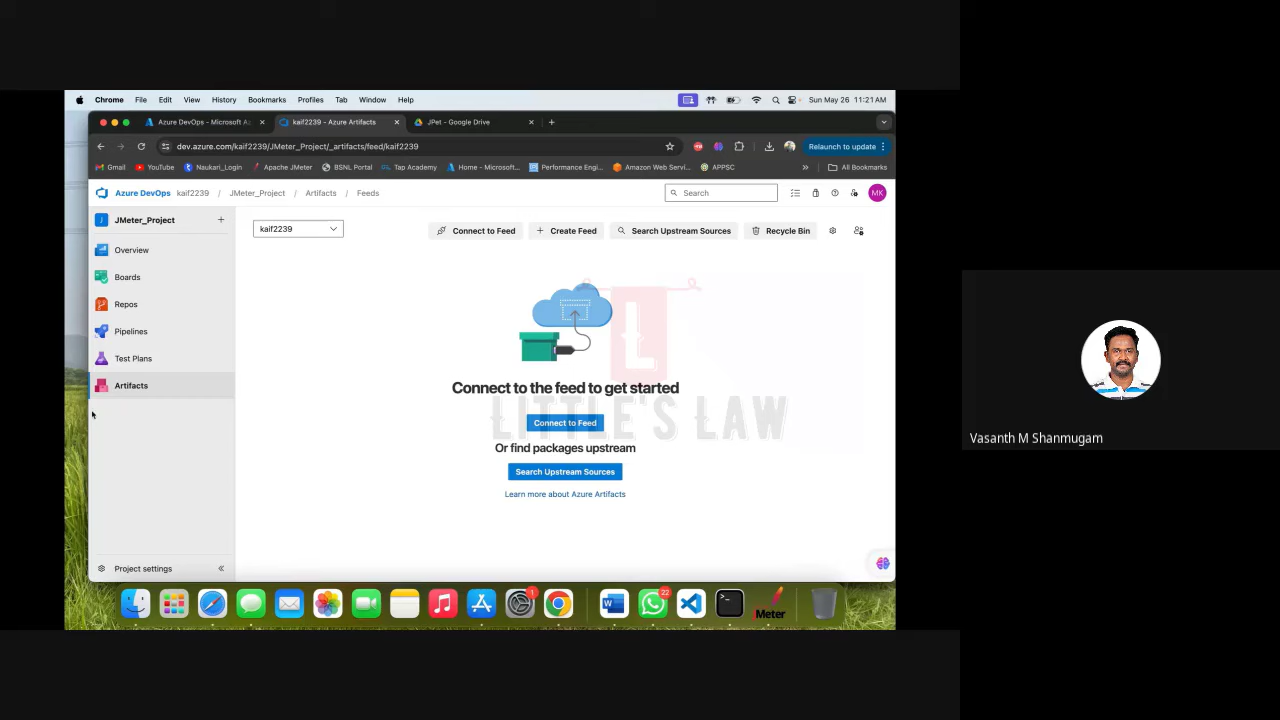 Chrome File Edit View History Bookmarks Profiles Tab Window Help Sun May 26 11:21 AM
Azure DevOps - Microsoft Az kaif2239 - Azure Artifacts JPet - Google Drive
dev.azure.com/kaif2239/JMeter_Project/_artifacts/feed/kaif2239 Relaunch to update
Gmail YouTube Naukari_Login Apache JMeter BSNL Portal Tap Academy Home - Microsof... Performance Engi... Amazon Web Servi... APPSC All Bookmarks
Azure DevOps kaif2239 / JMeter_Project / Artifacts / Feeds Search MK
J JMeter_Project
kaif2239 Connect to Feed Create Feed Search Upstream Sources Recycle Bin
Overview
Boards
Repos
Pipelines
Test Plans
Artifacts
L
Connect to the feed to get started
LITTLE'S LAW
Connect to Feed
Or find packages upstream
Search Upstream Sources
Learn more about Azure Artifacts
Vasanth M Shanmugam
Project settings
1 22 Meter